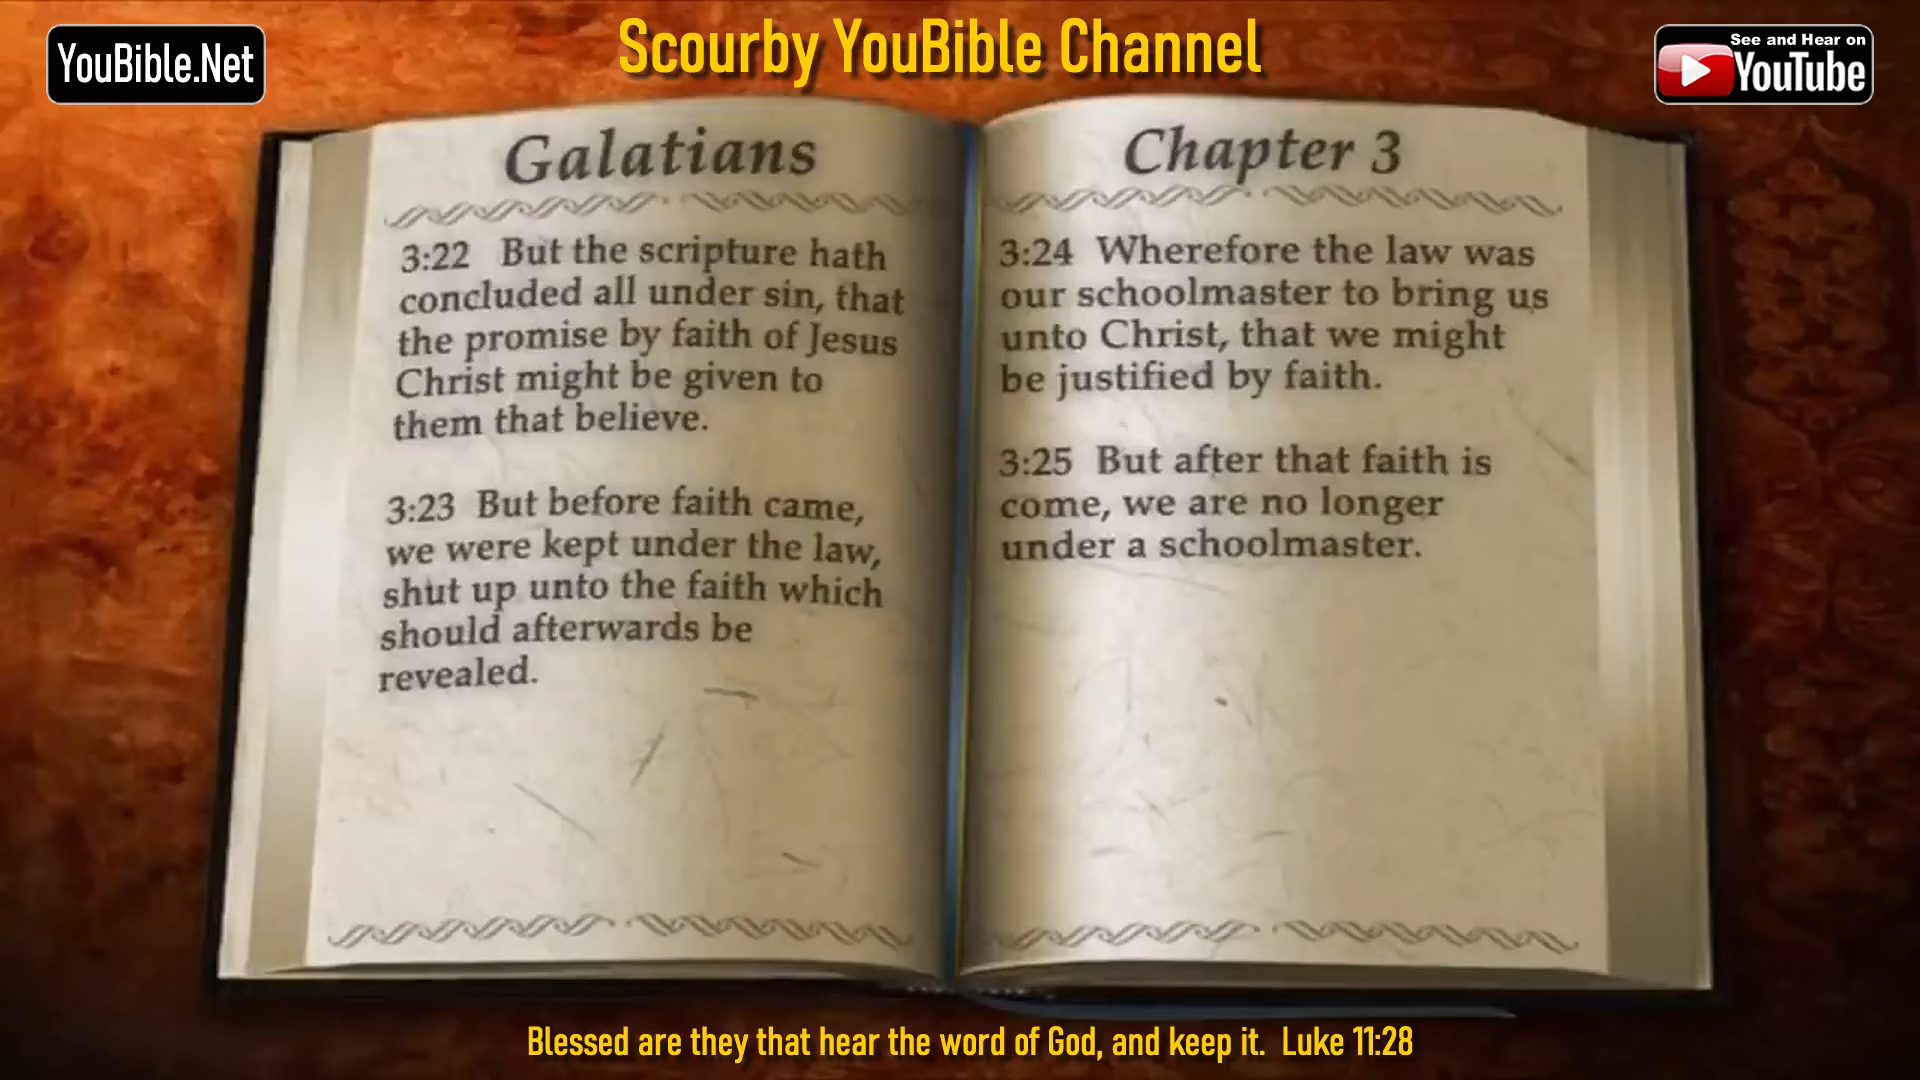 YouBible.Net
Scourby YouBible Channel
See and Hear on
YouTube
Galatians
3:22 But the scripture hath
concluded all under sin, that
the promise by faith of Jesus
Christ might be given to
them that believe.
3:23 But before faith came,
we were kept under the law,
shut up unto the faith which
should afterwards be
revealed.
Chapter 3
3:24 Wherefore the law was
our schoolmaster to bring us
unto Christ, that we might
be justified by faith.
3:25 But after that faith is
come, we are no longer
under a schoolmaster.
Blessed are they that hear the word of God, and keep it. Luke 11:28